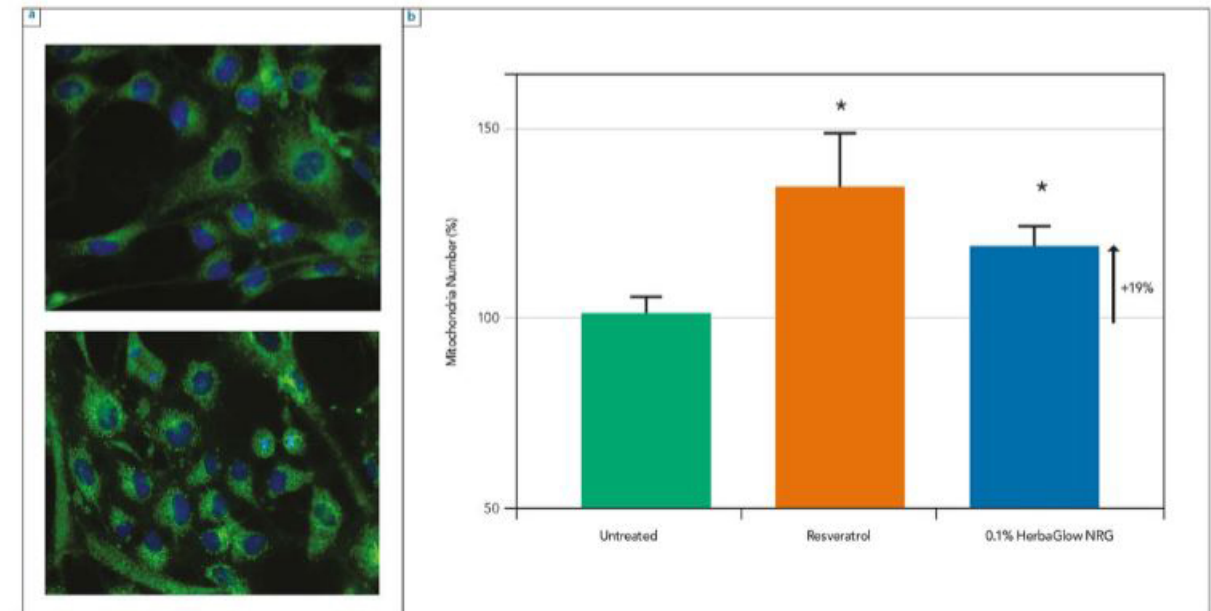 a
b
*
150
*
Mitochondria Number (%)
+19%
100
50
Untreated
Resveratrol
0.1% HerbaGlow NRG